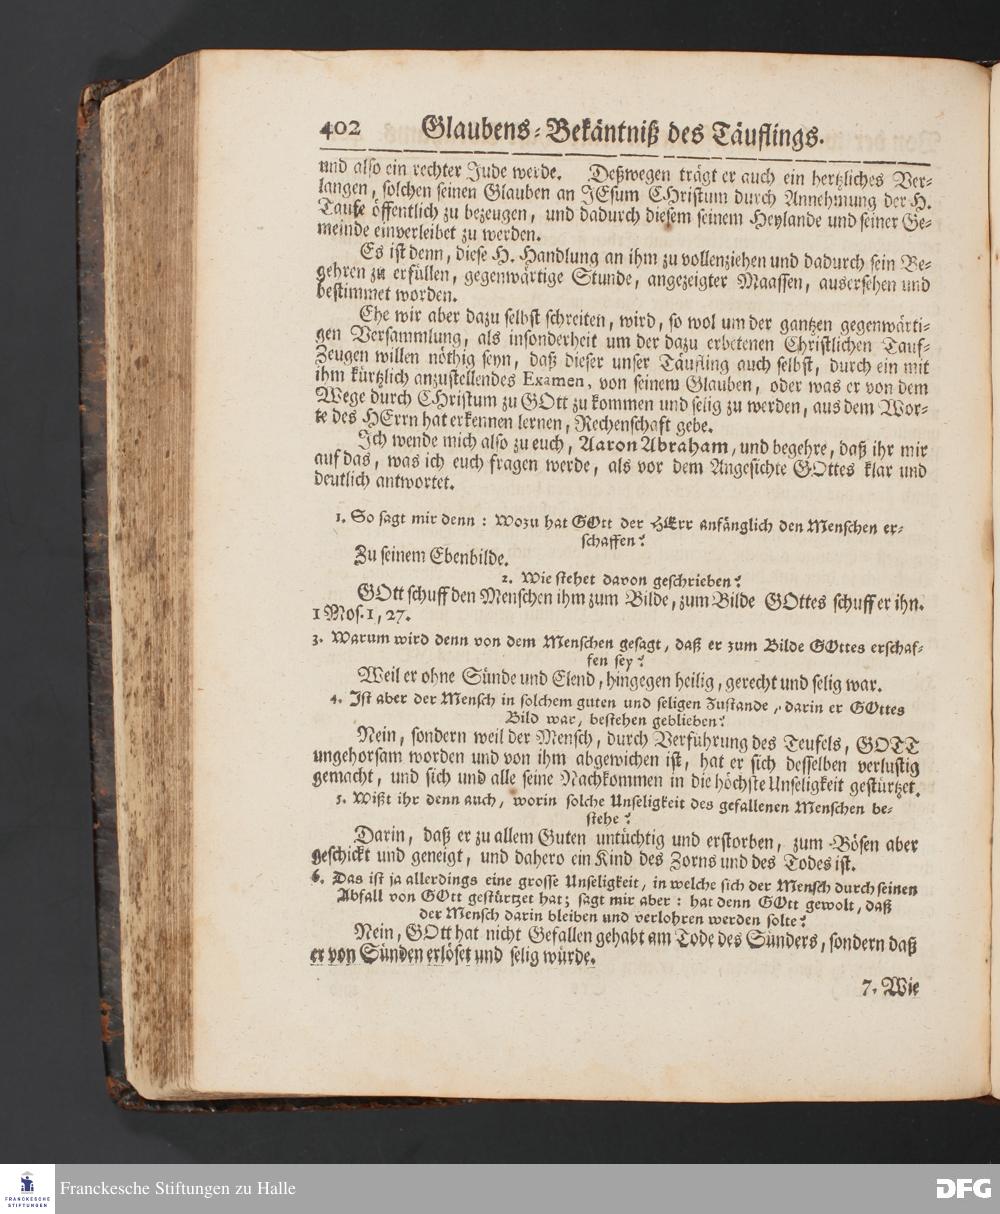 402 Glaubens-Bekäntniß des Täuflings.
und also ein rechter Jude werde. Deßwegen trägt er auch ein hertzliches Ver-
langen, solchen seinen Glauben an JEsum CHristum durch Annehmung der H.
Taufe öffentlich zu bezeugen, und dadurch diesem seinem Heylande und seiner Ge-
meinde einverleibet zu werden.
Es ist denn, diese H. Handlung an ihm zu vollenziehen und dadurch sein Be-
gehren zu erfüllen, gegenwärtige Stunde, angezeigter Maassen, ausersehen und
bestimmet worden.
Ehe wir aber dazu selbst schreiten, wird, so wol um der gantzen gegenwärti-
gen Versammlung, als insonderheit um der dazu erbetenen Christlichen Tauf-
Zeugen willen nöthig seyn, daß dieser unser Täufling auch selbst, durch ein mit
ihm kürtzlich anzustellendes Examen, von seinem Glauben, oder was er von dem
Wege durch CHristum zu GOtt zu kommen und selig zu werden, aus dem Wor-
te des HErrn hat erkennen lernen, Rechenschaft gebe.
Ich wende mich also zu euch, Aaron Abraham, und begehre, daß ihr mir
auf das, was ich euch fragen werde, als vor dem Angesichte GOttes klar und
deutlich antwortet.
1. So sagt mir denn: Wozu hat GOtt der HErr anfänglich den Menschen er-
schaffen?
Zu seinem Ebenbilde.
2. Wie stehet davon geschrieben?
GOtt schuff den Menschen ihm zum Bilde, zum Bilde GOttes schuff er ihn.
1 Mos. 1, 27.
3. Warum wird denn von dem Menschen gesagt, daß er zum Bilde GOttes erschaf-
fen sey?
Weil er ohne Sünde und Elend, hingegen heilig, gerecht und selig war.
4. Ist aber der Mensch in solchem guten und seligen Zustande, darin er GOttes
Bild war, bestehen geblieben?
Nein, sondern weil der Mensch, durch Verführung des Teufels, GOTT
ungehorsam worden und von ihm abgewichen ist, hat er sich desselben verlustig
gemacht, und sich und alle seine Nachkommen in die höchste Unseligkeit gestürtzet.
5. Wißt ihr denn auch, worin solche Unseligkeit des gefallenen Menschen be-
stehe?
Darin, daß er zu allem Guten untüchtig und erstorben, zum Bösen aber
geschickt und geneigt, und dahero ein Kind des Zorns und des Todes ist.
6. Das ist ja allerdings eine grosse Unseligkeit, in welche sich der Mensch durch seinen
Abfall von GOtt gestürtzet hat; sagt mir aber: hat denn GOtt gewolt, daß
der Mensch darin bleiben und verlohren werden solte?
Nein, GOtt hat nicht Gefallen gehabt am Tode des Sünders, sondern daß
er von Sünden erlöset und selig würde.
7. Wie
FRANCKESCHE
STIFTUNGEN
Franckesche Stiftungen zu Halle
DFG